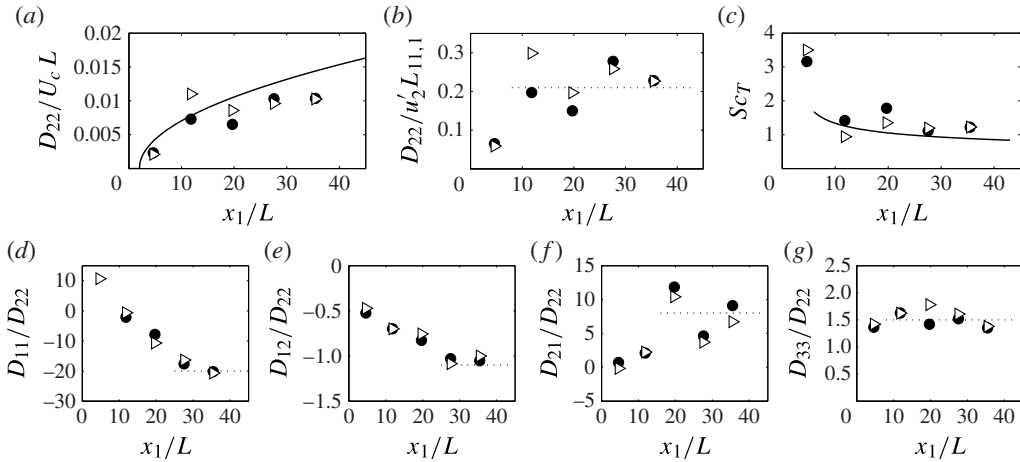 (a)
0.02
0.015
0.010
0.005
0 10 20 30 40
D22/UcL
x1/L
(b)
0.3
0.2
0.1
0 10 20 30 40
D22/u′2L11,1
x1/L
(c)
4
3
2
1
0 10 20 30 40
ScT
x1/L
(d)
10
0
−10
−20
−30
0 10 20 30 40
D11/D22
x1/L
(e)
0
−0.5
−1.0
−1.5
0 10 20 30 40
D12/D22
x1/L
(f)
15
10
5
0
−5
0 10 20 30 40
D21/D22
x1/L
(g)
2.5
2.0
1.5
1.0
0.5
0 10 20 30 40
D33/D22
x1/L